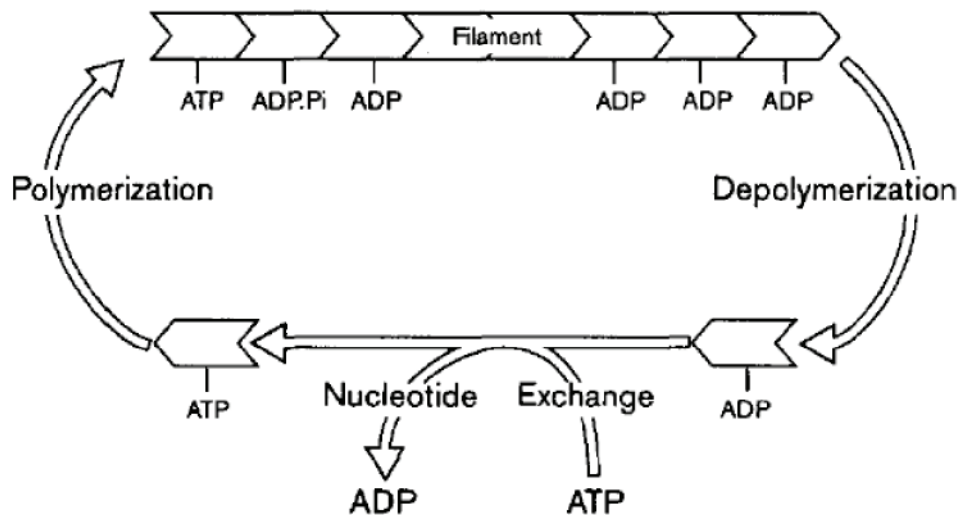 Filament
ATP ADP.Pi ADP ADP ADP ADP
Polymerization Depolymerization
ATP Nucleotide Exchange ADP
ADP ATP